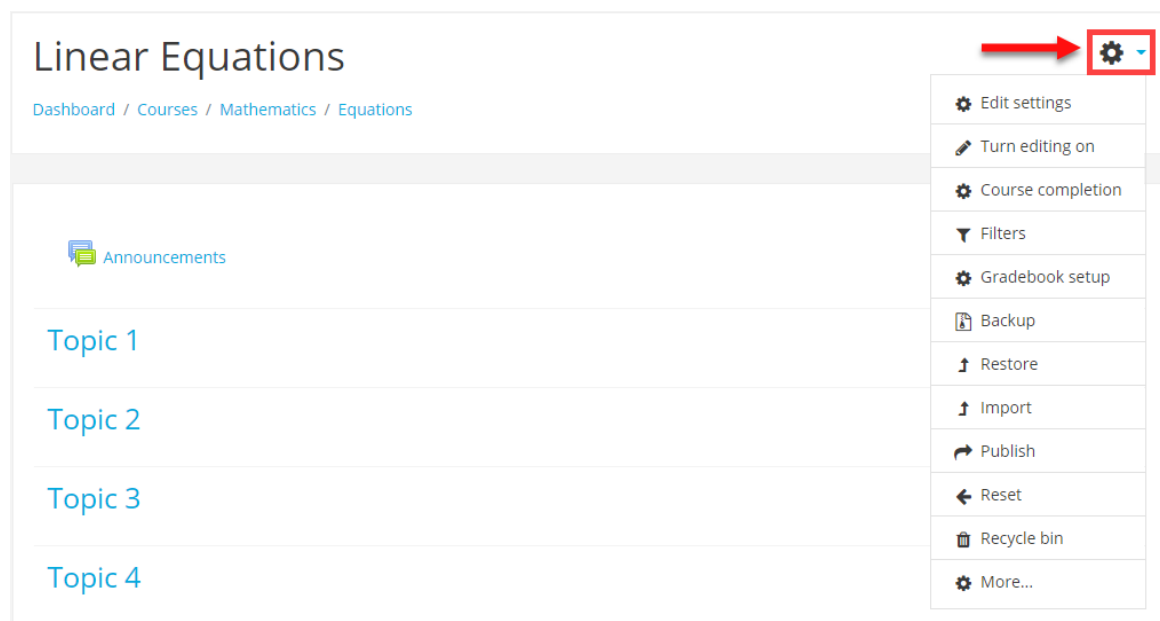 Linear Equations
Dashboard / Courses / Mathematics / Equations
Edit settings
Turn editing on
Course completion
Filters
Gradebook setup
Backup
Restore
Import
Publish
Reset
Recycle bin
More...
Announcements
Topic 1
Topic 2
Topic 3
Topic 4